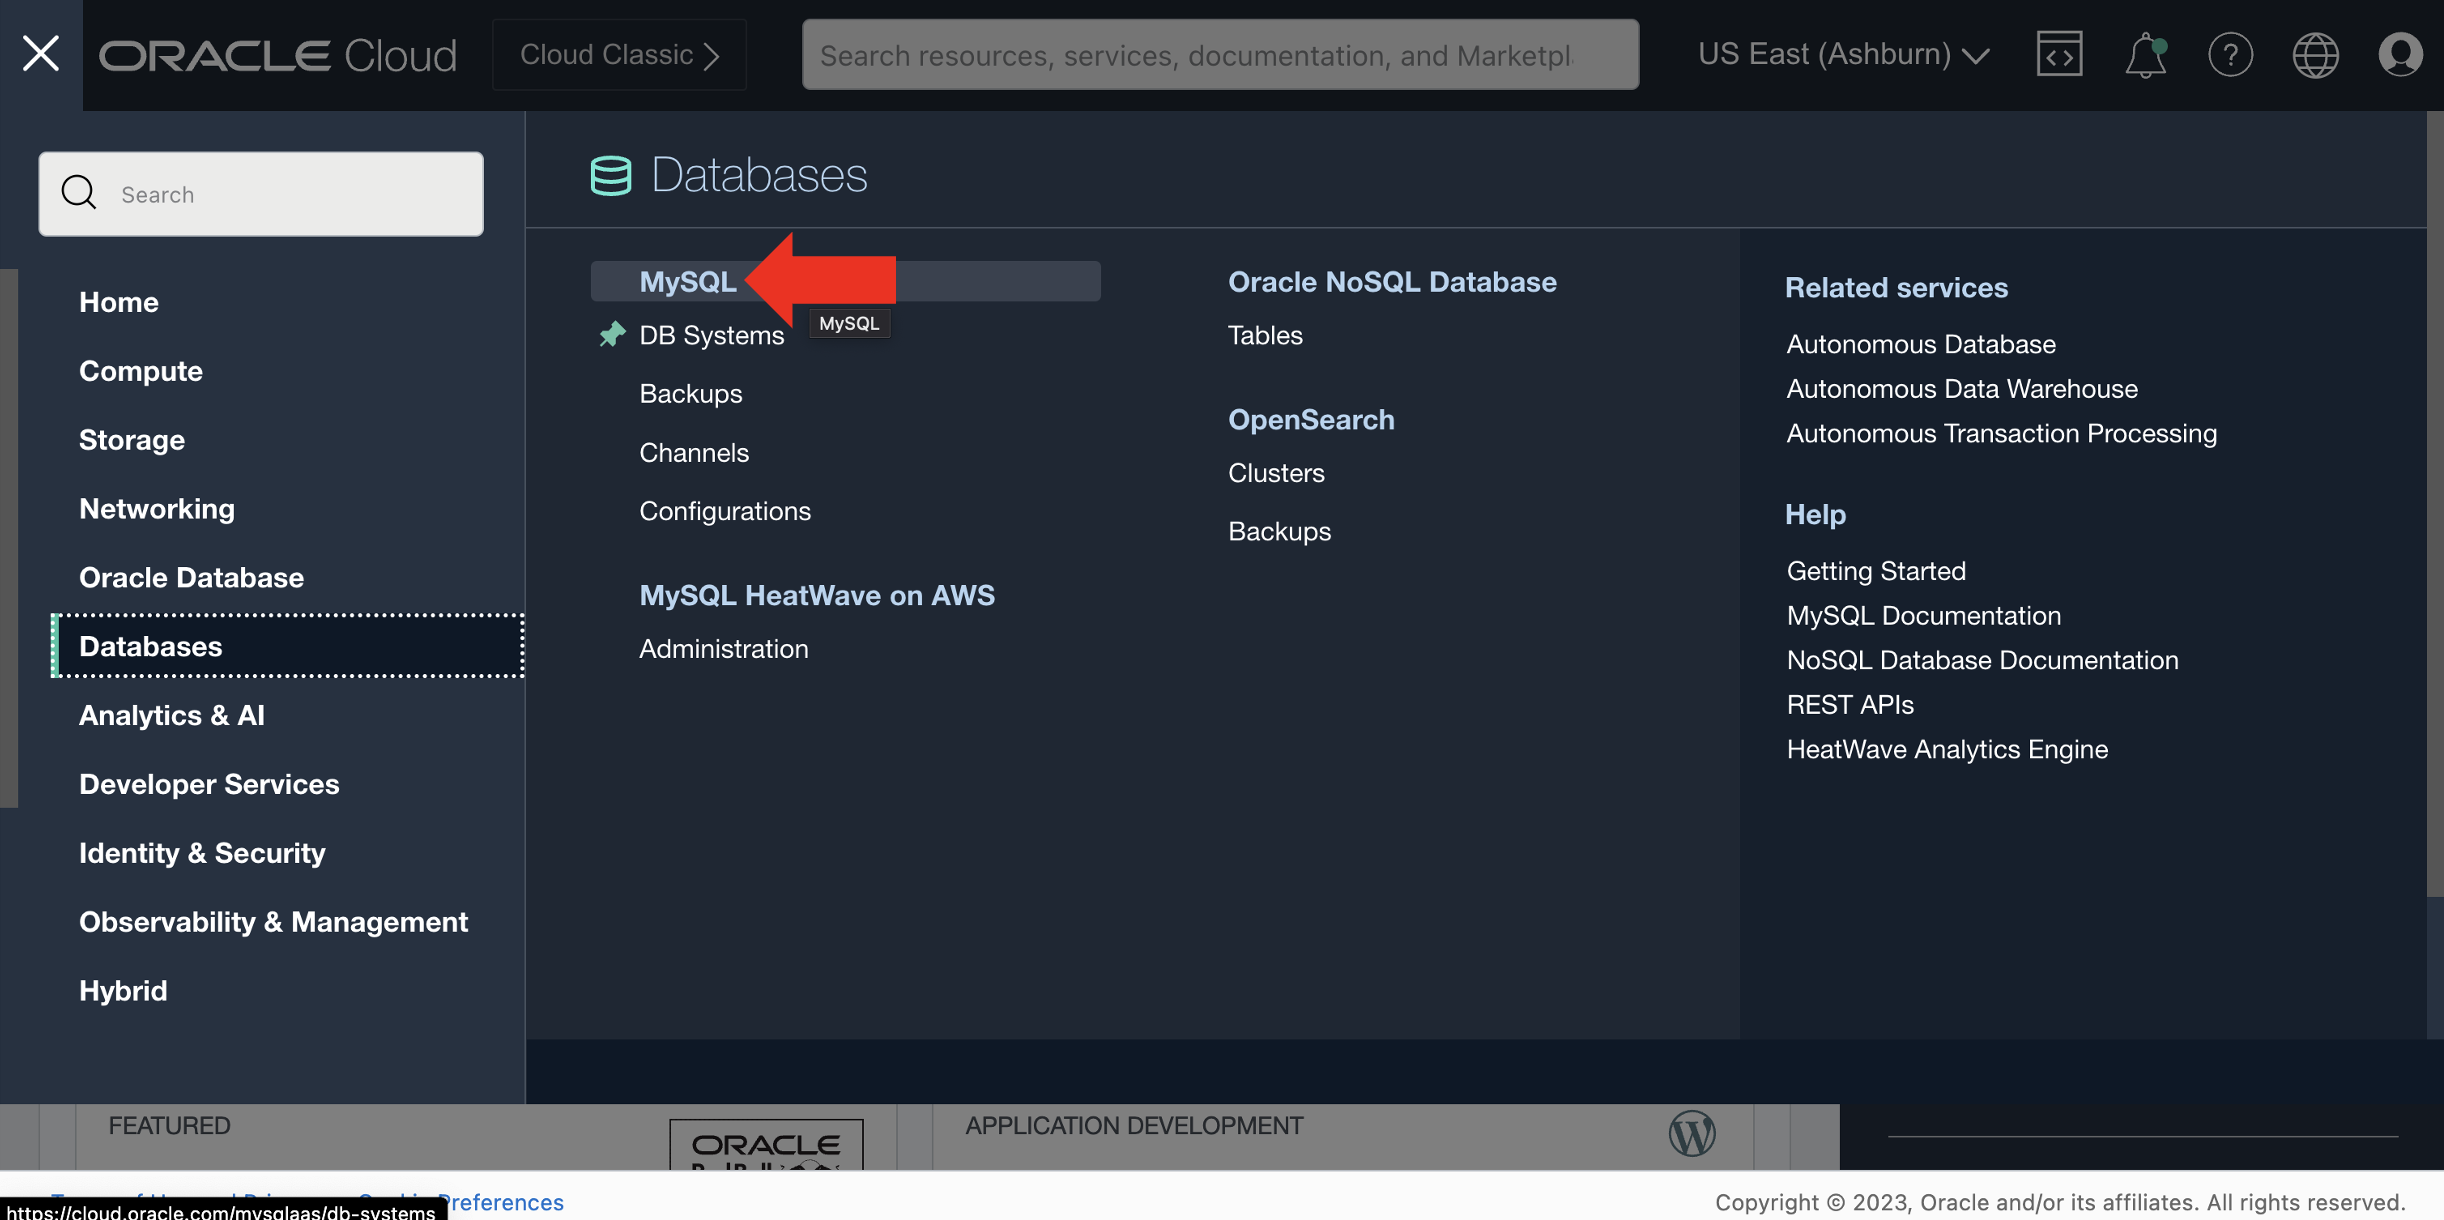 ORACLE Cloud
Cloud Classic
Search resources, services, documentation, and Marketpl
US East (Ashburn)
Search
Home
Compute
Storage
Networking
Oracle Database
Databases
Analytics & AI
Developer Services
Identity & Security
Observability & Management
Hybrid
Databases
MySQL
MySQL
DB Systems
Backups
Channels
Configurations
MySQL HeatWave on AWS
Administration
Oracle NoSQL Database
Tables
OpenSearch
Clusters
Backups
Related services
Autonomous Database
Autonomous Data Warehouse
Autonomous Transaction Processing
Help
Getting Started
MySQL Documentation
NoSQL Database Documentation
REST APIs
HeatWave Analytics Engine
FEATURED
ORACLE
APPLICATION DEVELOPMENT
Preferences
https://cloud.oracle.com/mysqlaas/db-systems
Copyright © 2023, Oracle and/or its affiliates. All rights reserved.